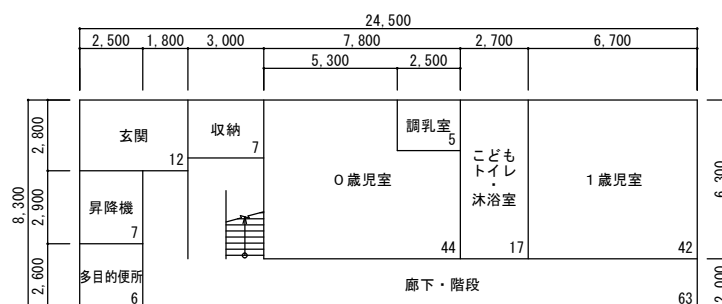 24,500
2,500
1,800
3,000
7,800
2,700
6,700
5,300
2,500
8,300
2,800
2,900
2,600
6,300
2,000
玄関
12
収納
7
調乳室
5
0歳児室
44
こども
トイレ
・
沐浴室
17
1歳児室
42
昇降機
7
多目的便所
6
廊下・階段
63